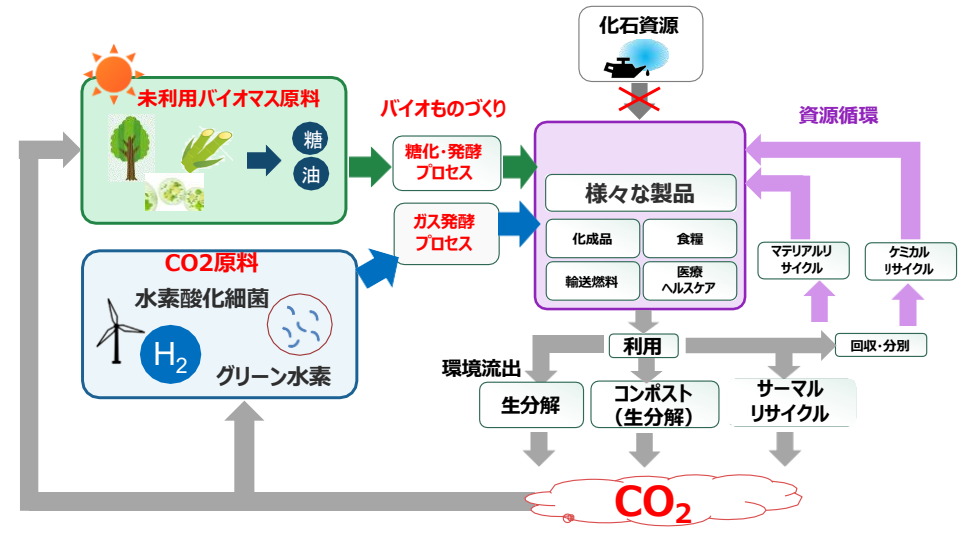 化石資源
未利用バイオマス原料
糖
油
バイオものづくり
糖化・発酵
プロセス
ガス発酵
プロセス
資源循環
様々な製品
化成品
食糧
輸送燃料
医療
ヘルスケア
マテリアルリ
サイクル
ケミカル
リサイクル
CO2原料
水素酸化細菌
H2
グリーン水素
利用
回収・分別
環境流出
生分解
コンポスト
（生分解）
サーマル
リサイクル
CO2